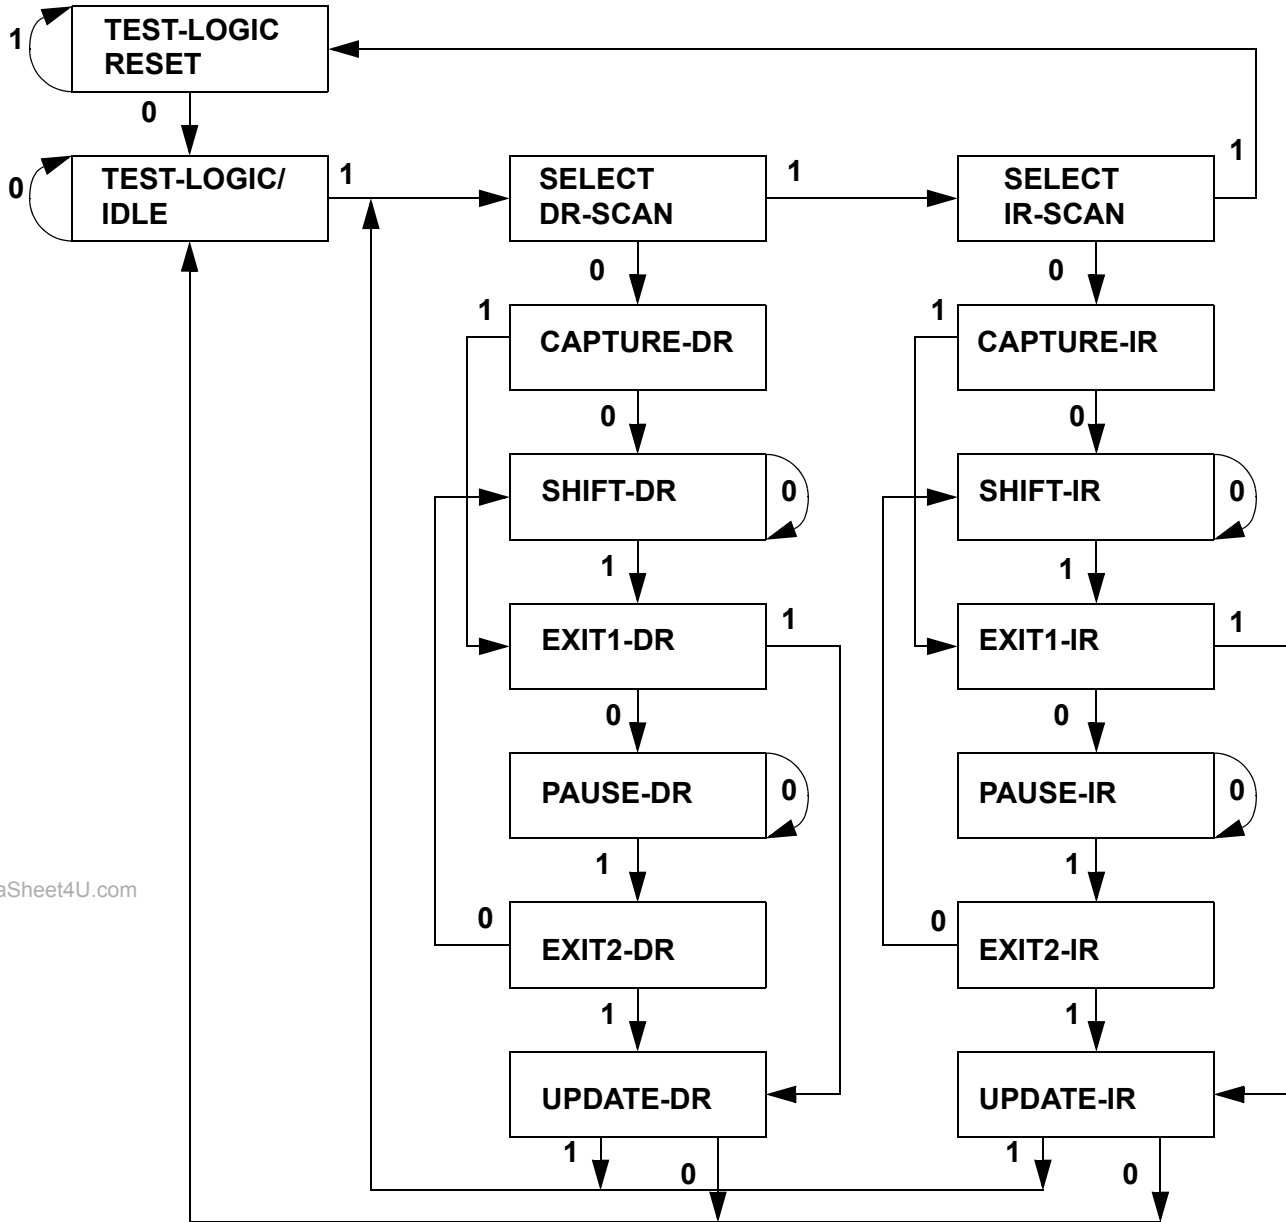 TEST-LOGIC
RESET
1
0
TEST-LOGIC/
IDLE
0
1
SELECT
DR-SCAN
1
SELECT
IR-SCAN
1
0
0
1
CAPTURE-DR
1
CAPTURE-IR
0
0
SHIFT-DR
0
SHIFT-IR
0
1
1
EXIT1-DR
1
EXIT1-IR
1
0
0
PAUSE-DR
0
PAUSE-IR
0
1
1
aSheet4U.com
0
EXIT2-DR
0
EXIT2-IR
1
1
UPDATE-DR
UPDATE-IR
1
0
1
0